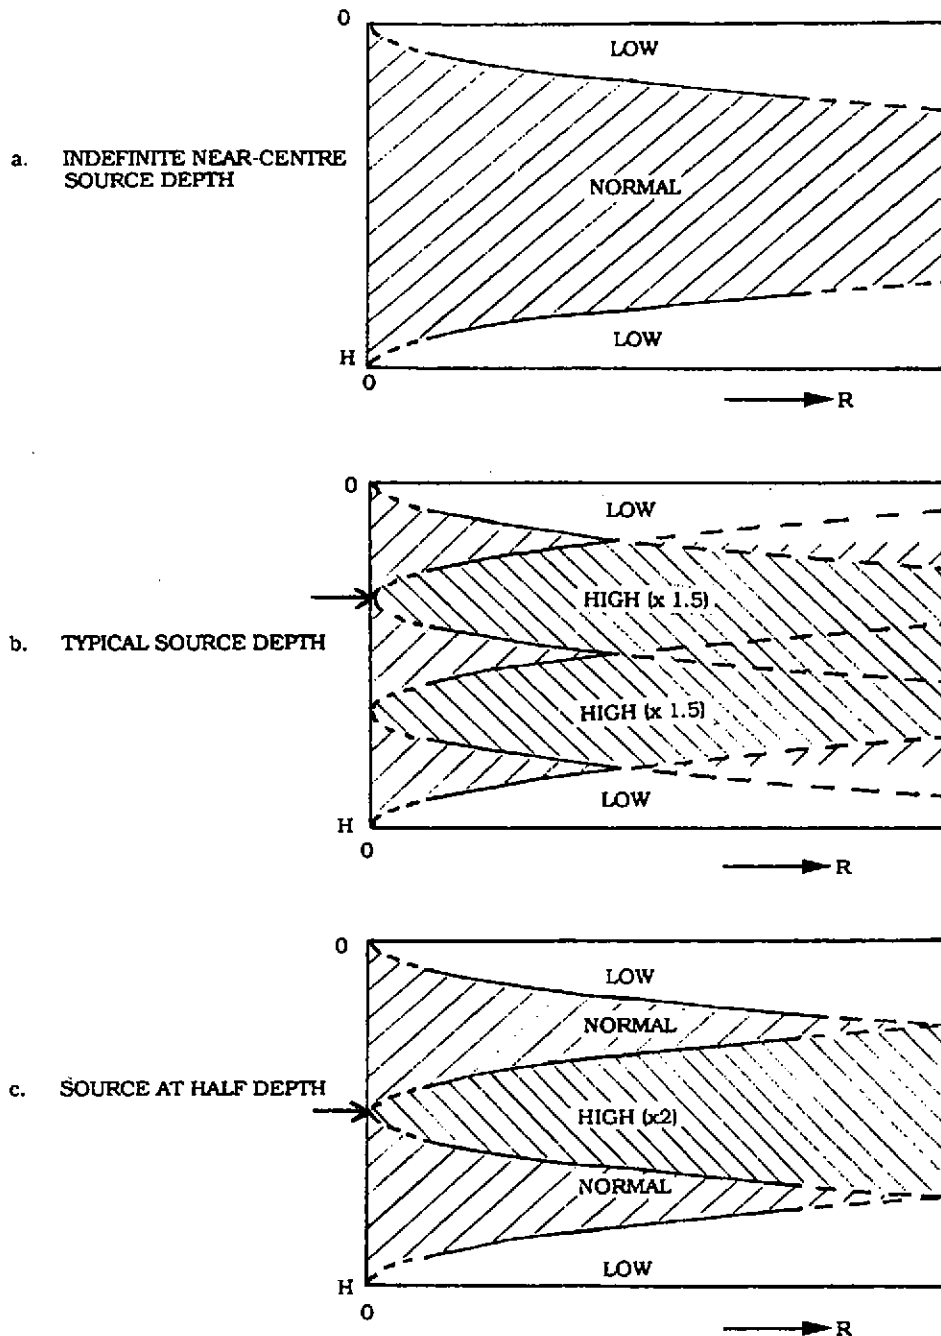 0
LOW
a. INDEFINITE NEAR-CENTRE
SOURCE DEPTH
NORMAL
LOW
H
0
R
0
LOW
HIGH (x 1.5)
b. TYPICAL SOURCE DEPTH
HIGH (x 1.5)
LOW
H
0
R
0
LOW
NORMAL
c. SOURCE AT HALF DEPTH
HIGH (x2)
NORMAL
LOW
H
0
R